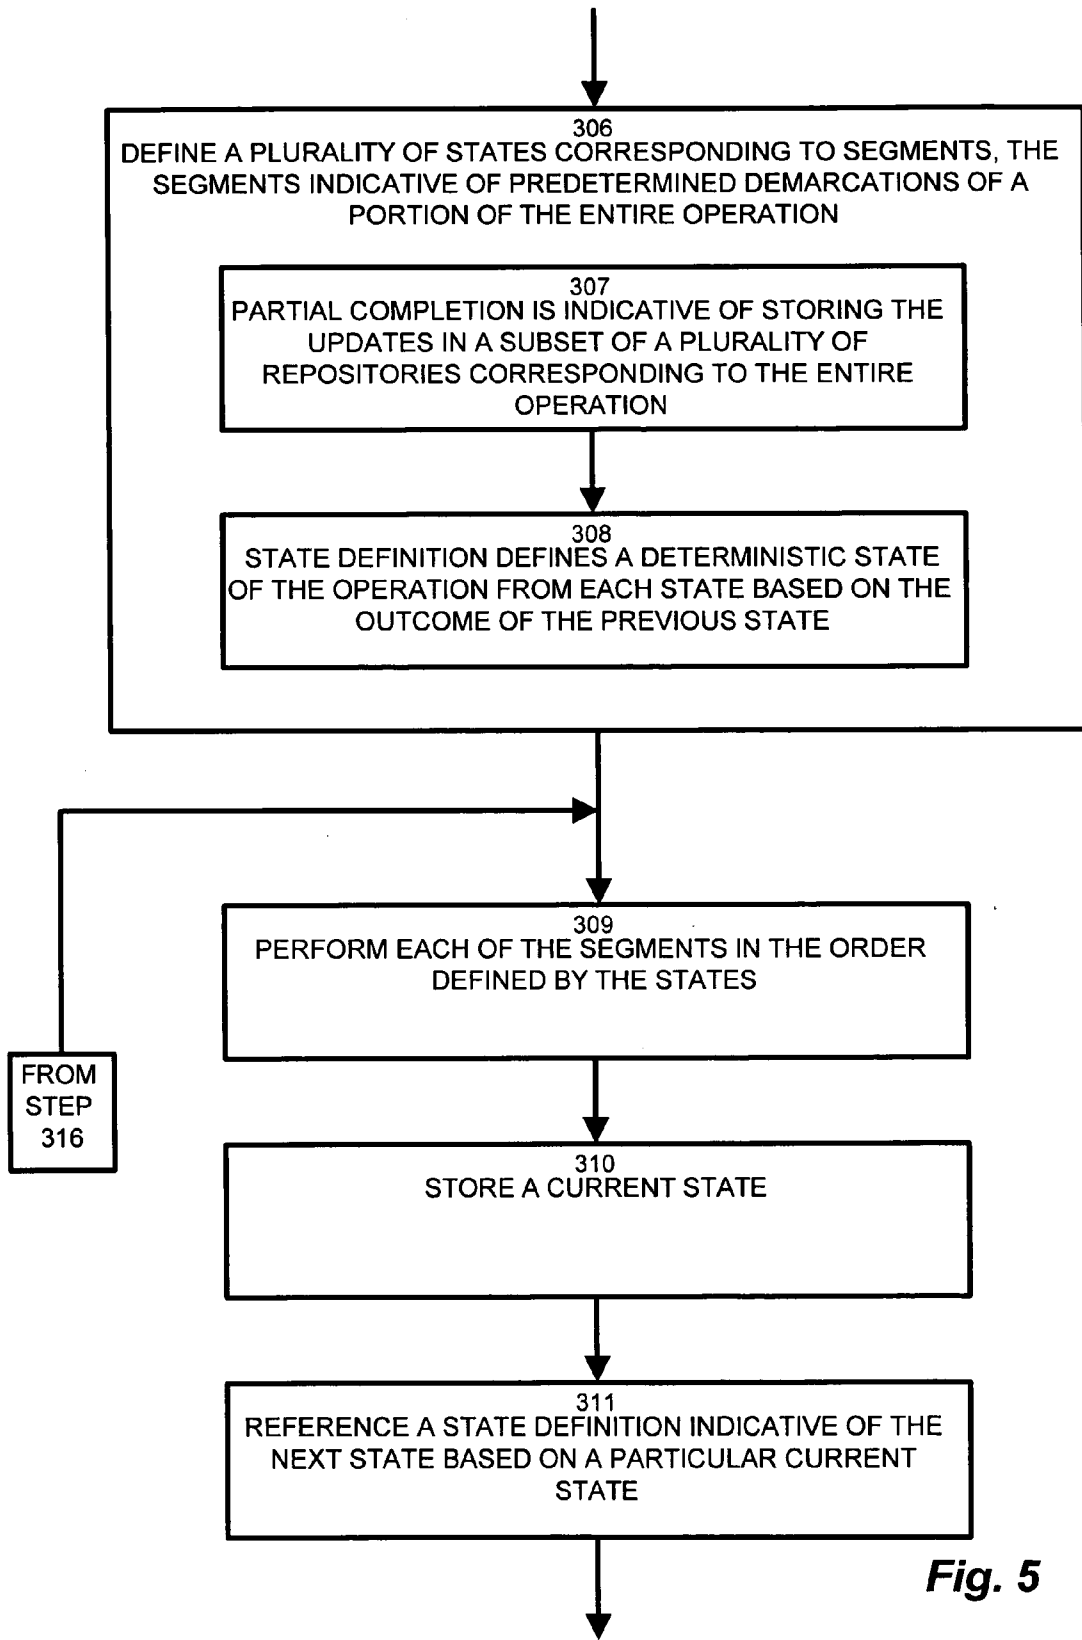 306
DEFINE A PLURALITY OF STATES CORRESPONDING TO SEGMENTS, THE
SEGMENTS INDICATIVE OF PREDETERMINED DEMARCATIONS OF A
PORTION OF THE ENTIRE OPERATION
307
PARTIAL COMPLETION IS INDICATIVE OF STORING THE
UPDATES IN A SUBSET OF A PLURALITY OF
REPOSITORIES CORRESPONDING TO THE ENTIRE
OPERATION
308
STATE DEFINITION DEFINES A DETERMINISTIC STATE
OF THE OPERATION FROM EACH STATE BASED ON THE
OUTCOME OF THE PREVIOUS STATE
309
PERFORM EACH OF THE SEGMENTS IN THE ORDER
DEFINED BY THE STATES
FROM
STEP
316
310
STORE A CURRENT STATE
311
REFERENCE A STATE DEFINITION INDICATIVE OF THE
NEXT STATE BASED ON A PARTICULAR CURRENT
STATE
Fig. 5